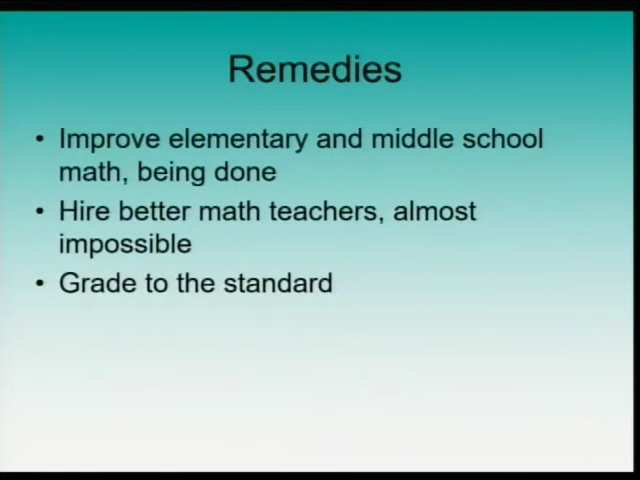 Remedies
• Improve elementary and middle school
math, being done
• Hire better math teachers, almost
impossible
• Grade to the standard